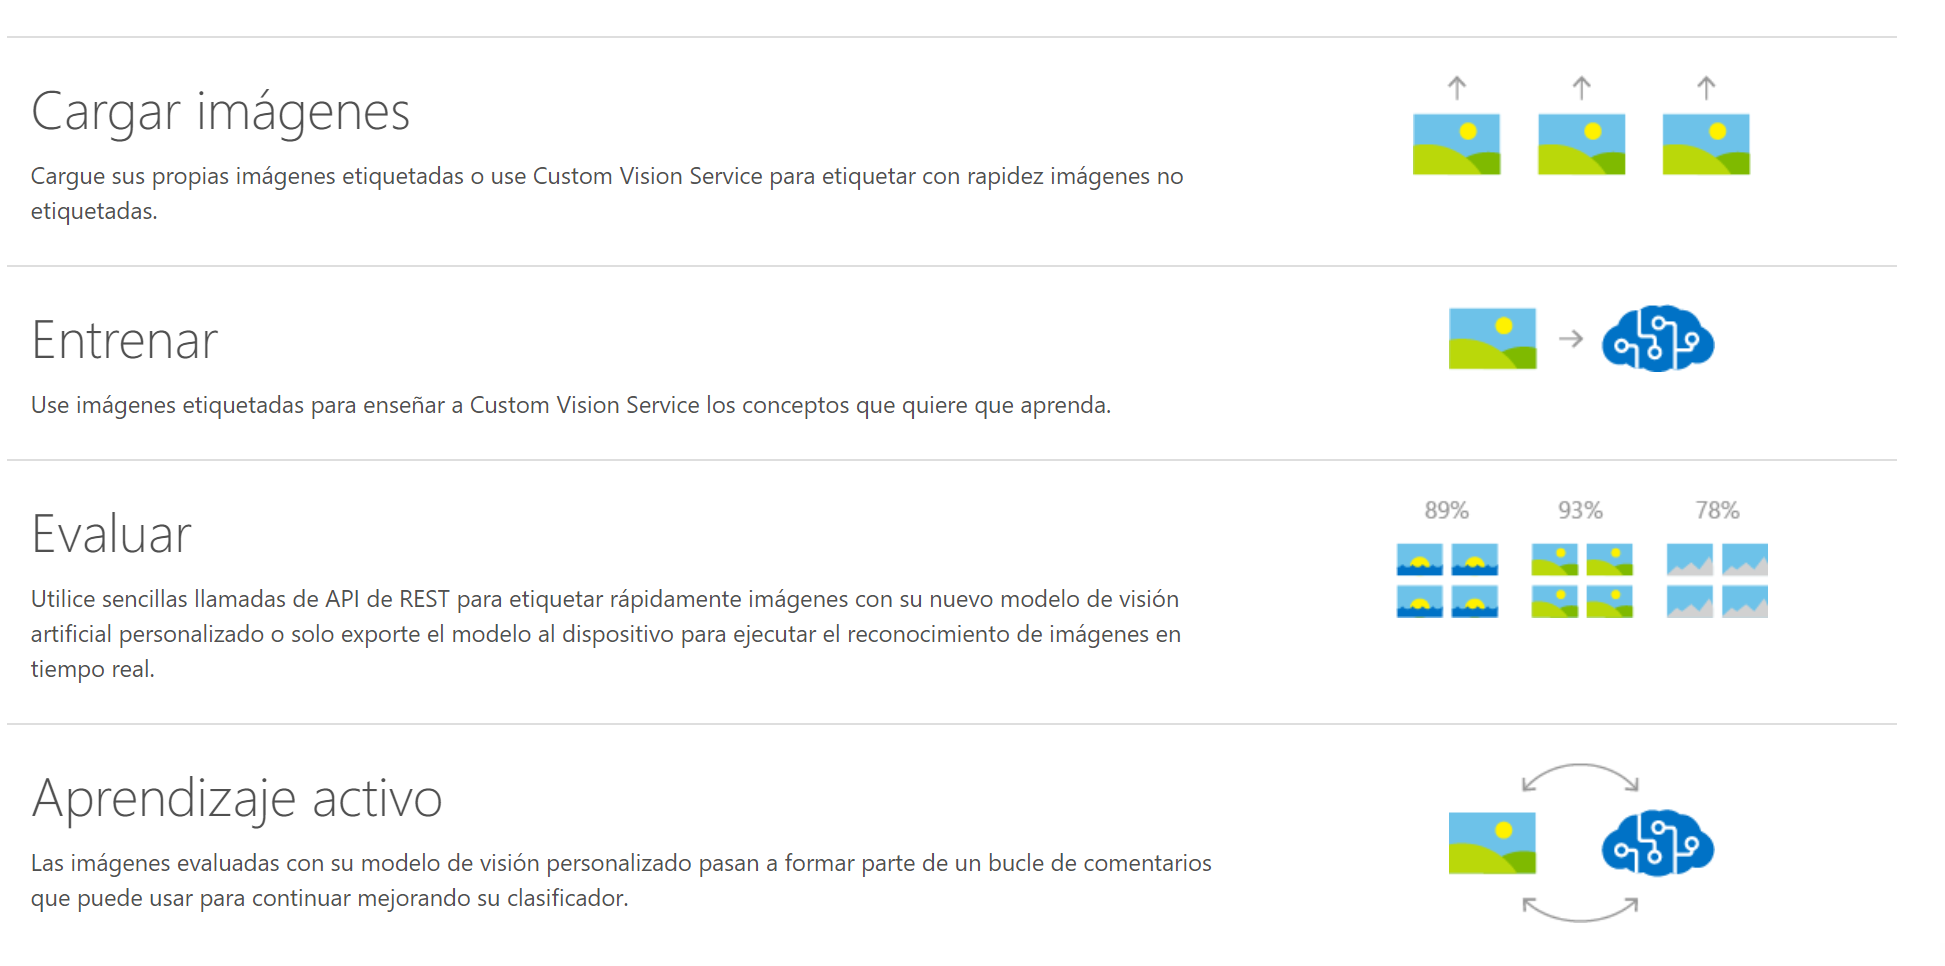 Cargar imágenes
Cargue sus propias imágenes etiquetadas o use Custom Vision Service para etiquetar con rapidez imágenes no
etiquetadas.
Entrenar
Use imágenes etiquetadas para enseñar a Custom Vision Service los conceptos que quiere que aprenda.
89% 93% 78%
Evaluar
Utilice sencillas llamadas de API de REST para etiquetar rápidamente imágenes con su nuevo modelo de visión
artificial personalizado o solo exporte el modelo al dispositivo para ejecutar el reconocimiento de imágenes en
tiempo real.
Aprendizaje activo
Las imágenes evaluadas con su modelo de visión personalizado pasan a formar parte de un bucle de comentarios
que puede usar para continuar mejorando su clasificador.